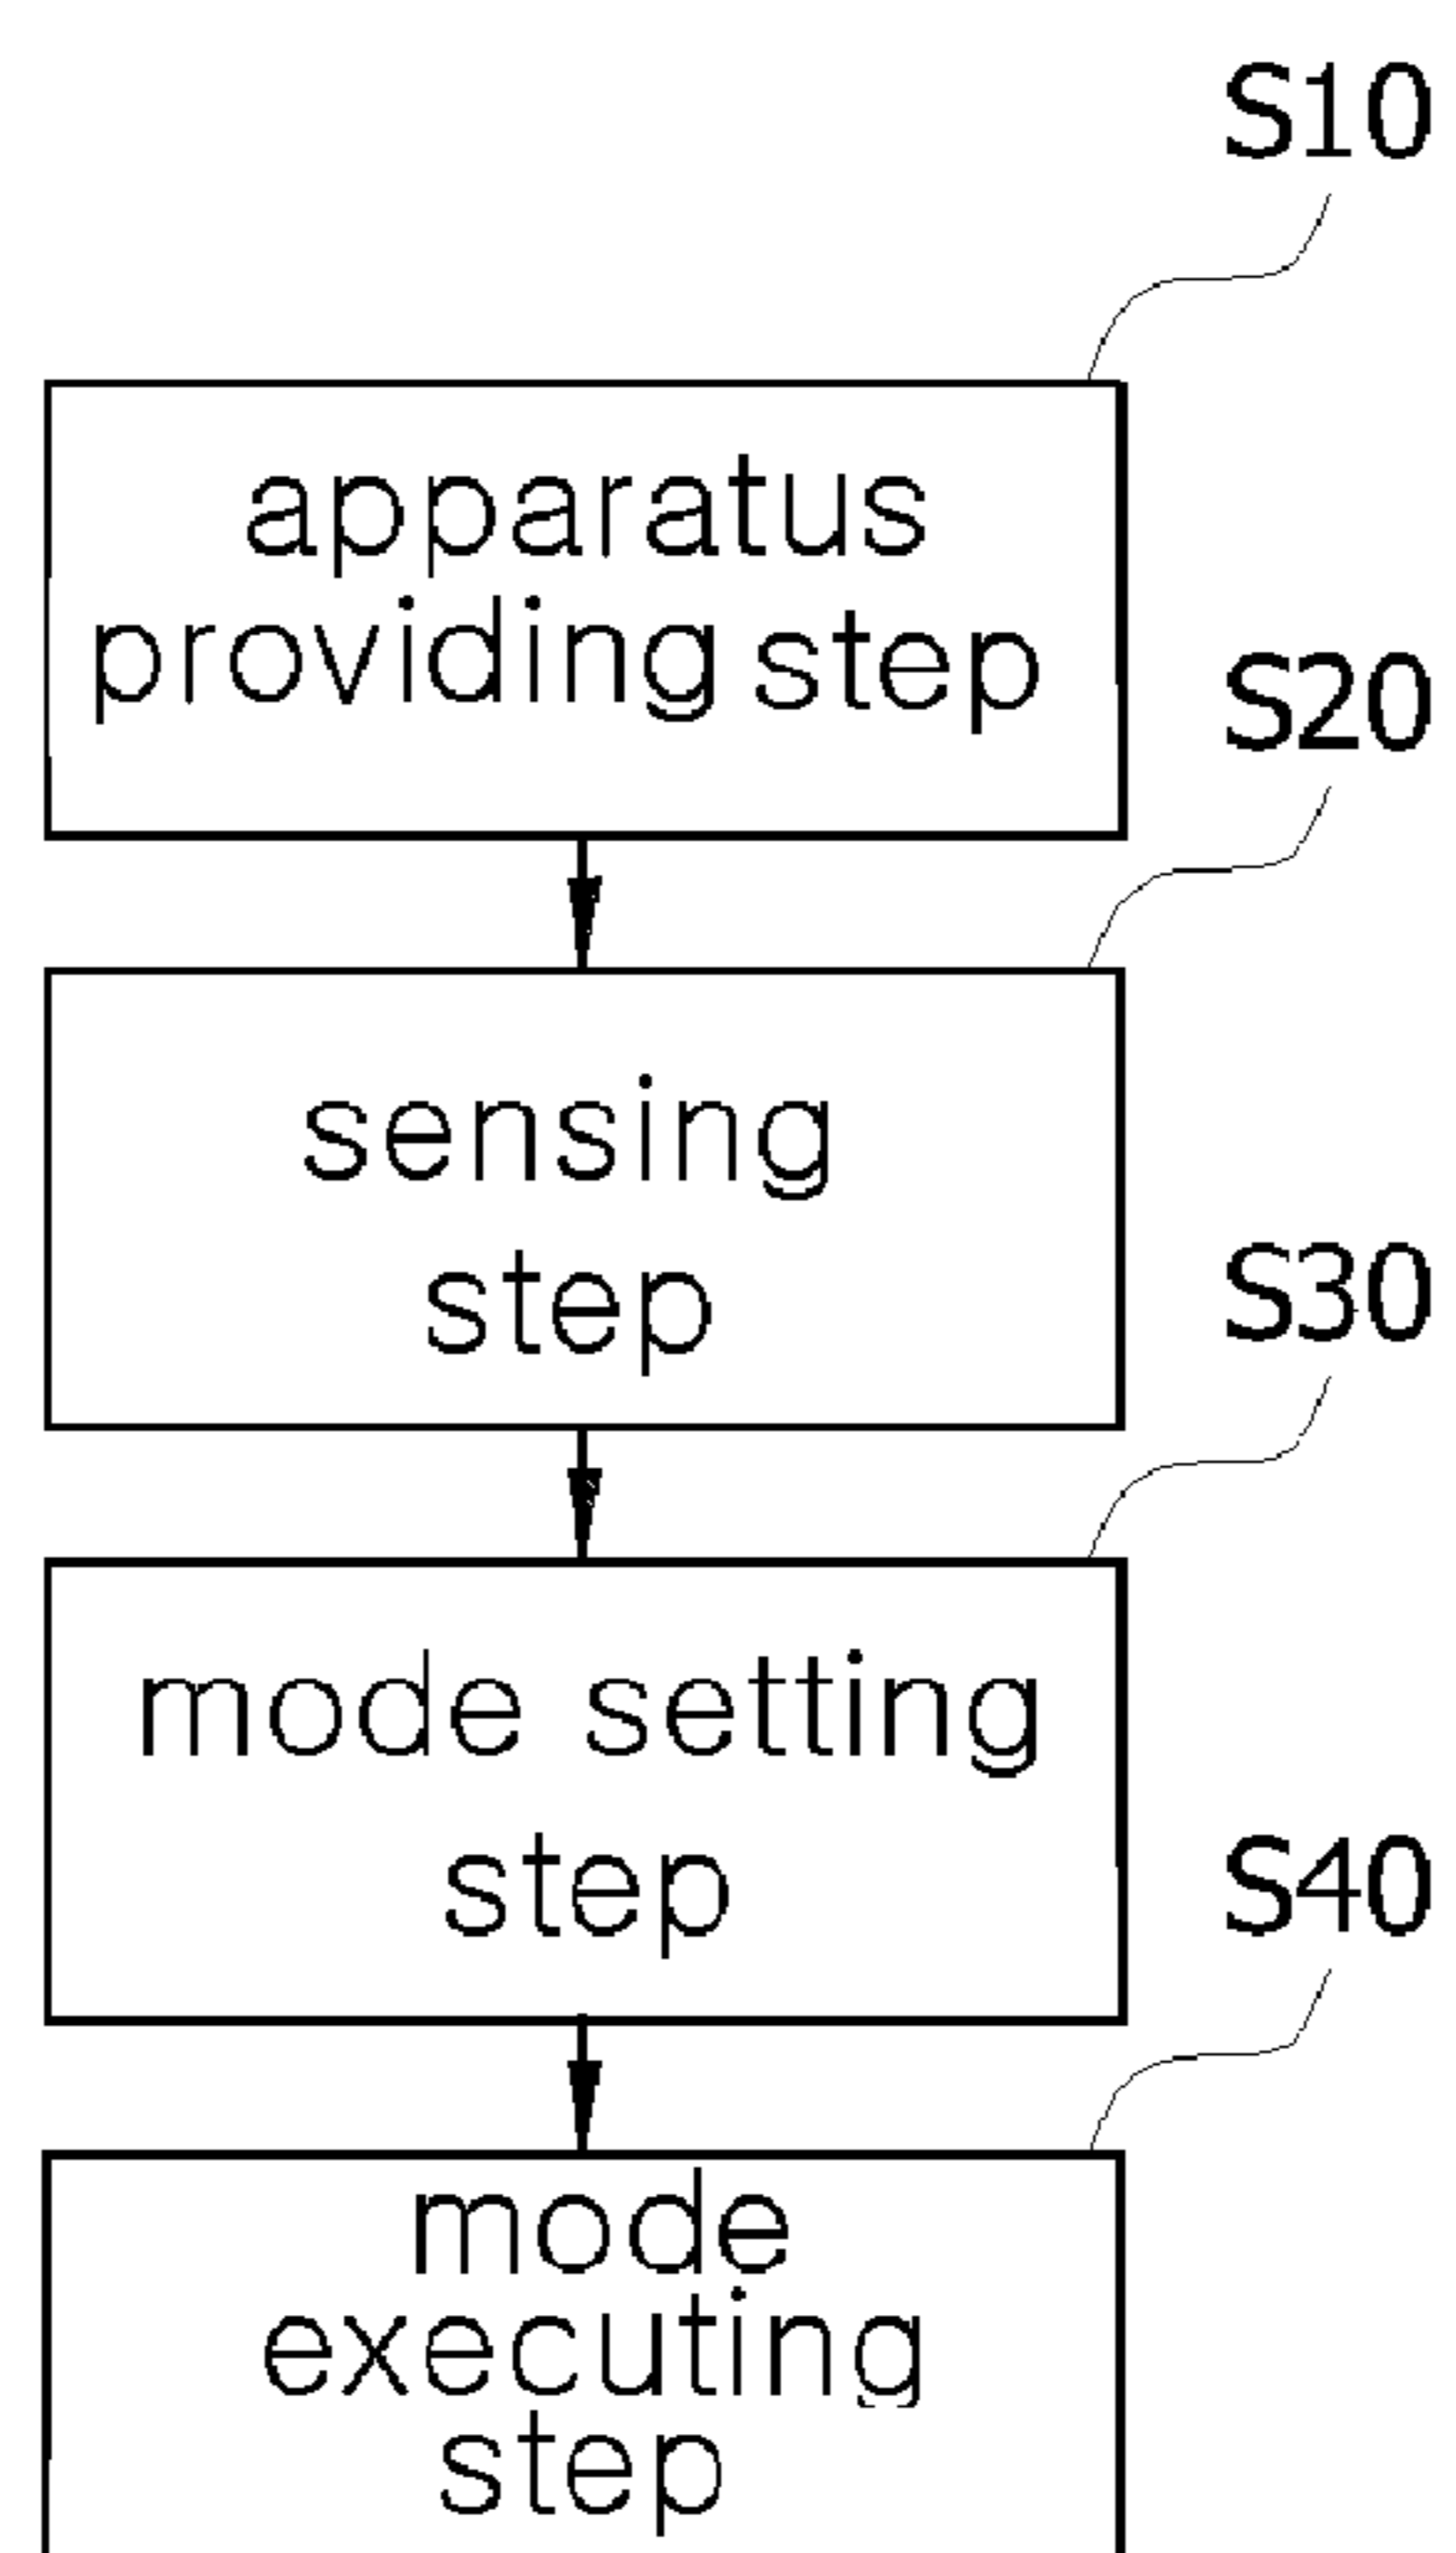 S10
apparatus
providing step
S20
sensing
step
S30
mode setting
step
S40
mode
executing
step